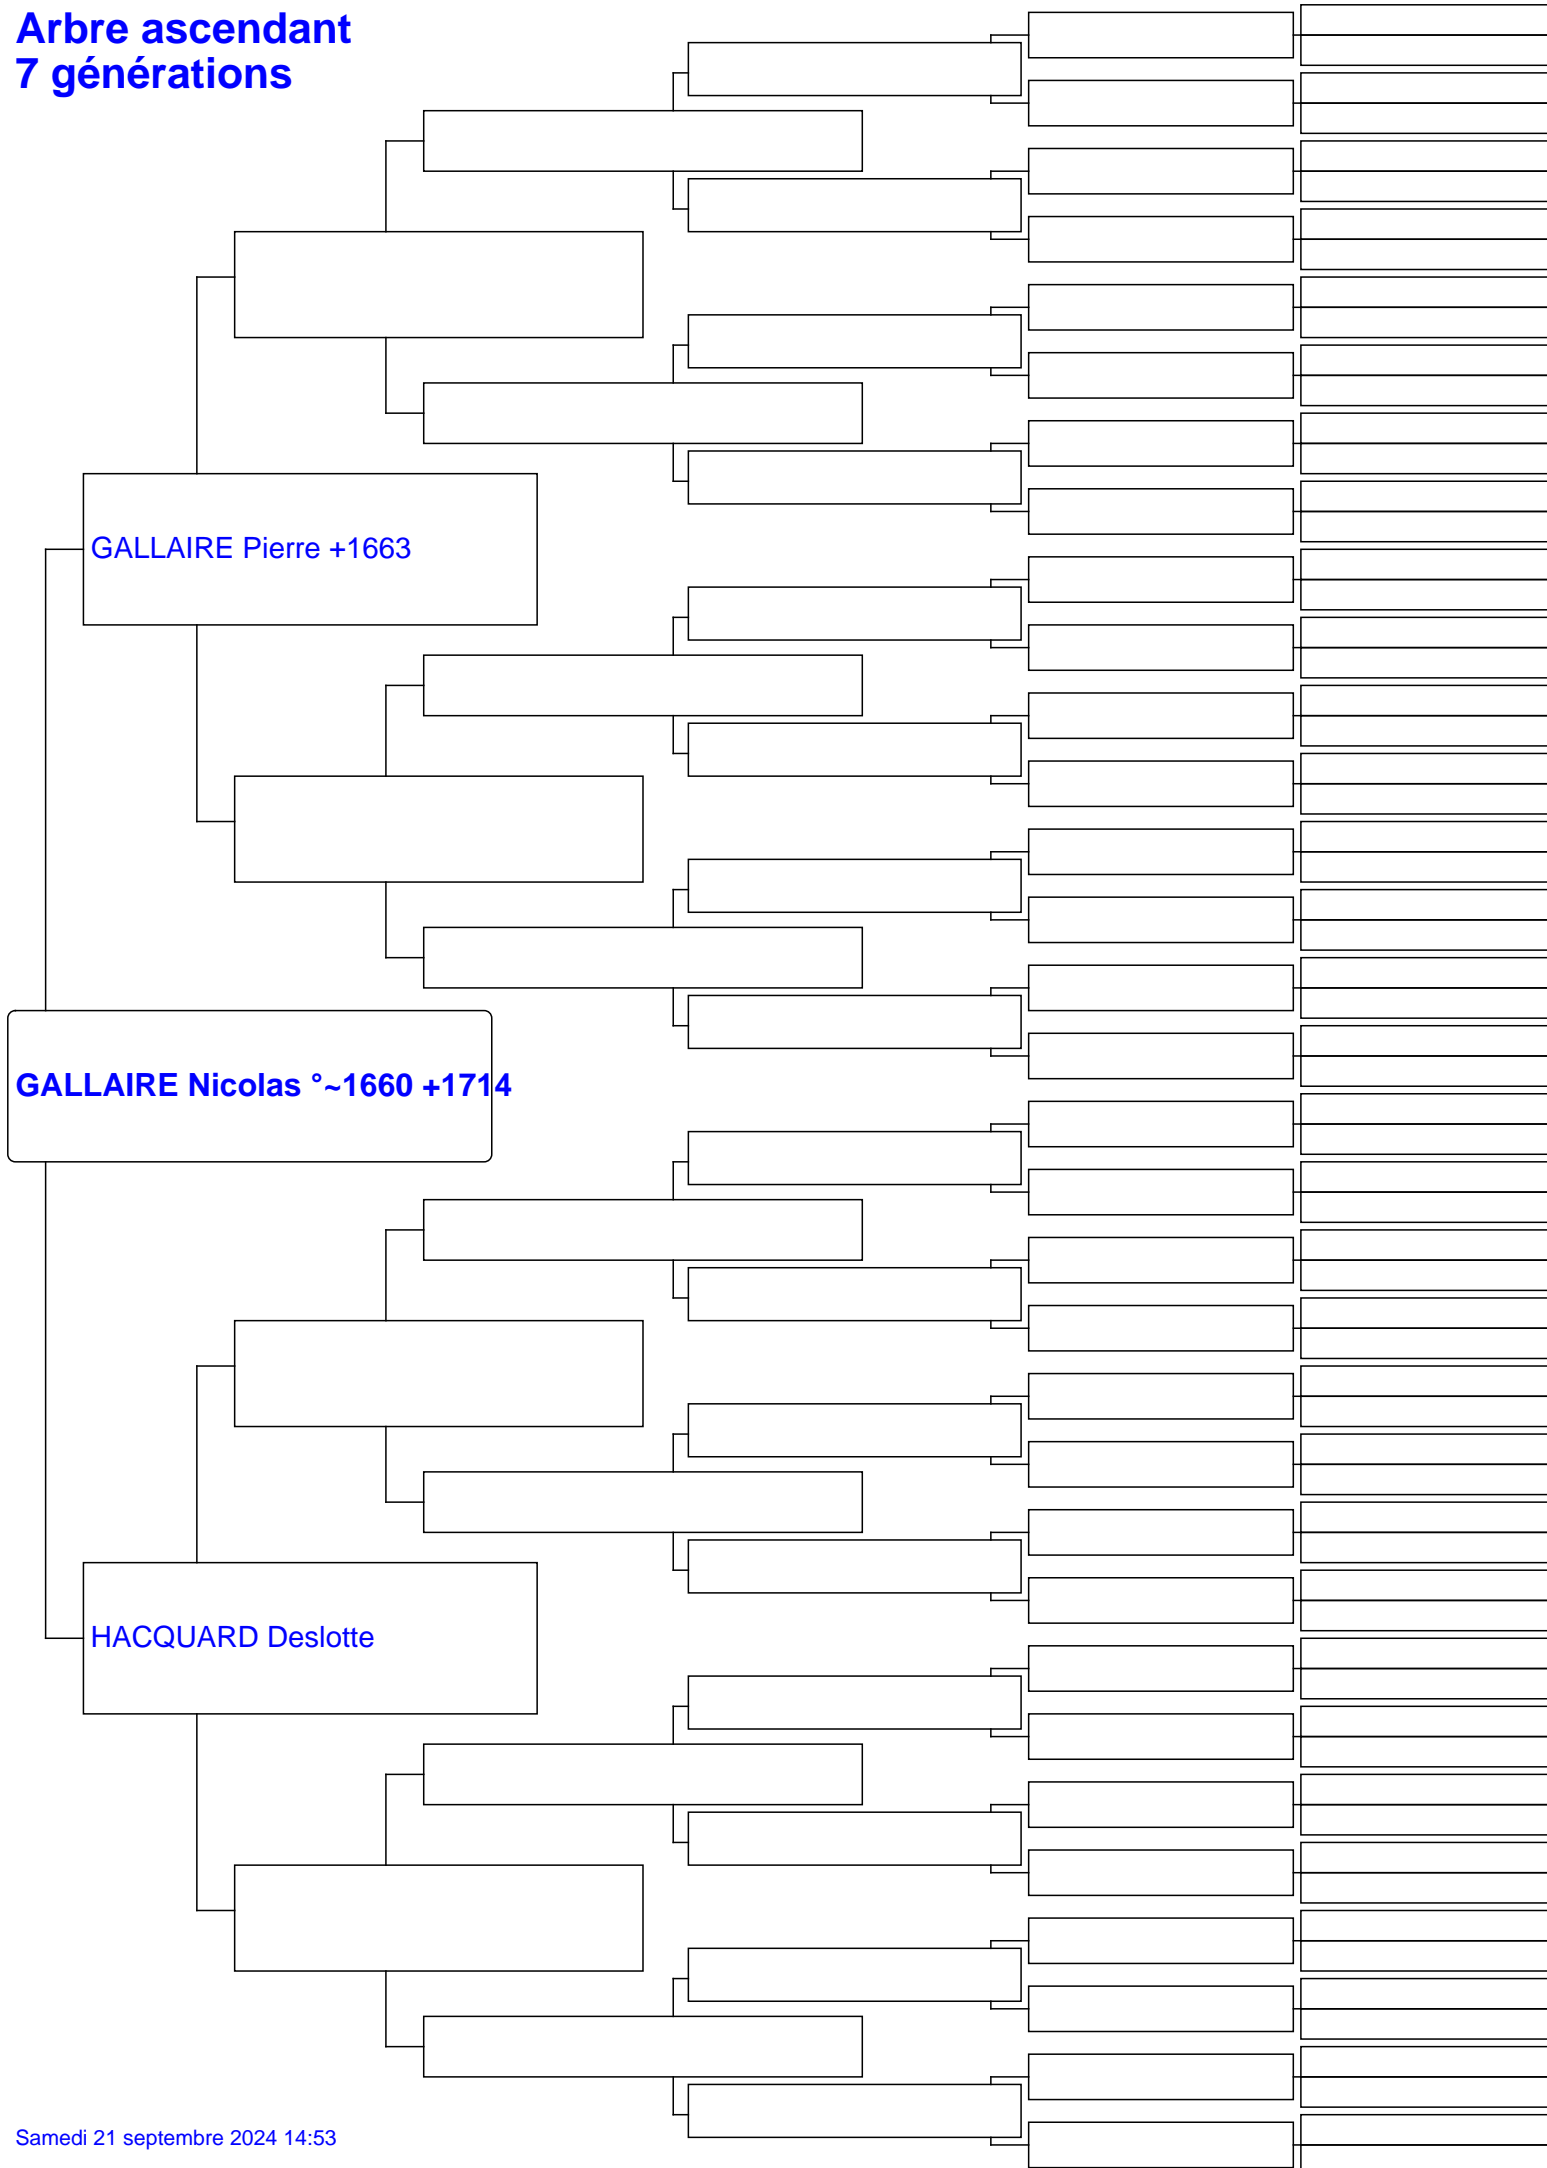 Arbre ascendant
7 générations
GALLAIRE Pierre +1663
GALLAIRE Nicolas °~1660 +1714
HACQUARD Deslotte
Samedi 21 septembre 2024 14:53